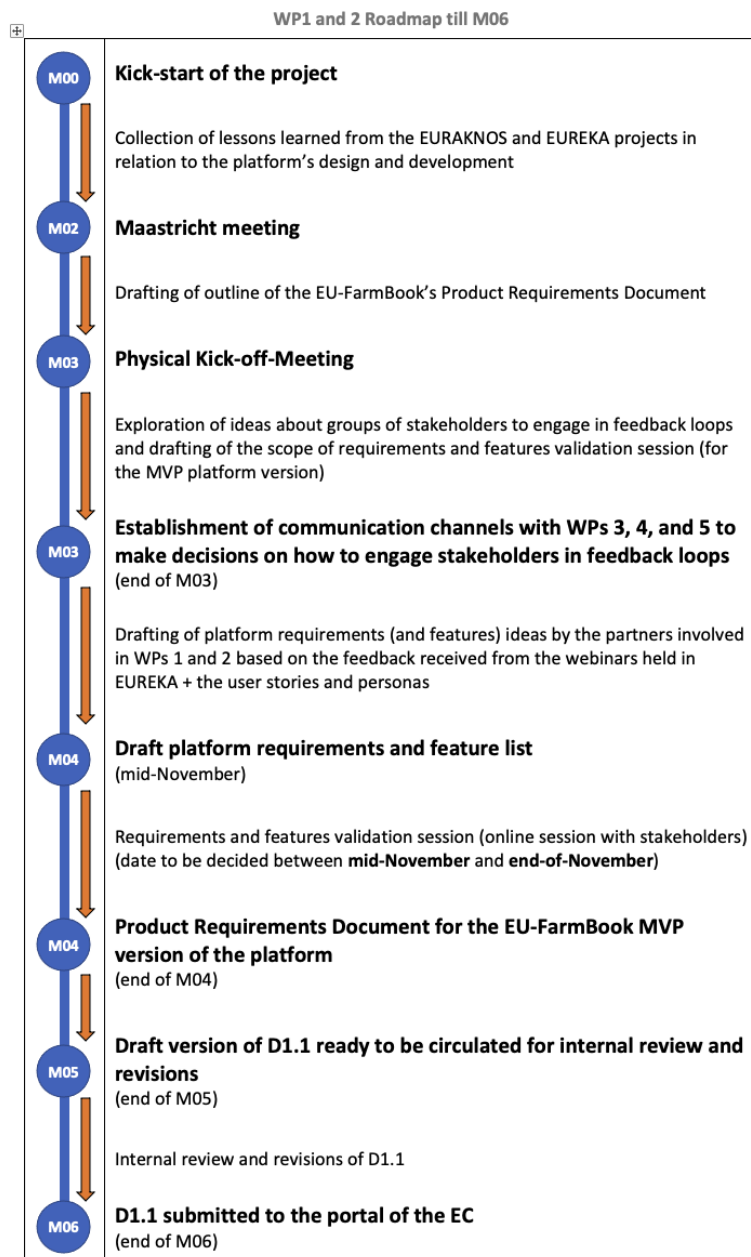 WP1 and 2 Roadmap till M06
M00
Kick-start of the project
Collection of lessons learned from the EURAKNOS and EUREKA projects in
relation to the platform's design and development
M02
Maastricht meeting
Drafting of outline of the EU-FarmBook's Product Requirements Document
M03
Physical Kick-off-Meeting
Exploration of ideas about groups of stakeholders to engage in feedback loops
and drafting of the scope of requirements and features validation session (for
the MVP platform version)
M03
Establishment of communication channels with WPs 3, 4, and 5 to
make decisions on how to engage stakeholders in feedback loops
(end of M03)
Drafting of platform requirements (and features) ideas by the partners involved
in WPs 1 and 2 based on the feedback received from the webinars held in
EUREKA + the user stories and personas
M04
Draft platform requirements and feature list
(mid-November)
Requirements and features validation session (online session with stakeholders)
(date to be decided between mid-November and end-of-November)
M04
Product Requirements Document for the EU-FarmBook MVP
version of the platform
(end of M04)
M05
Draft version of D1.1 ready to be circulated for internal review and
revisions
(end of M05)
Internal review and revisions of D1.1
M06
D1.1 submitted to the portal of the EC
(end of M06)